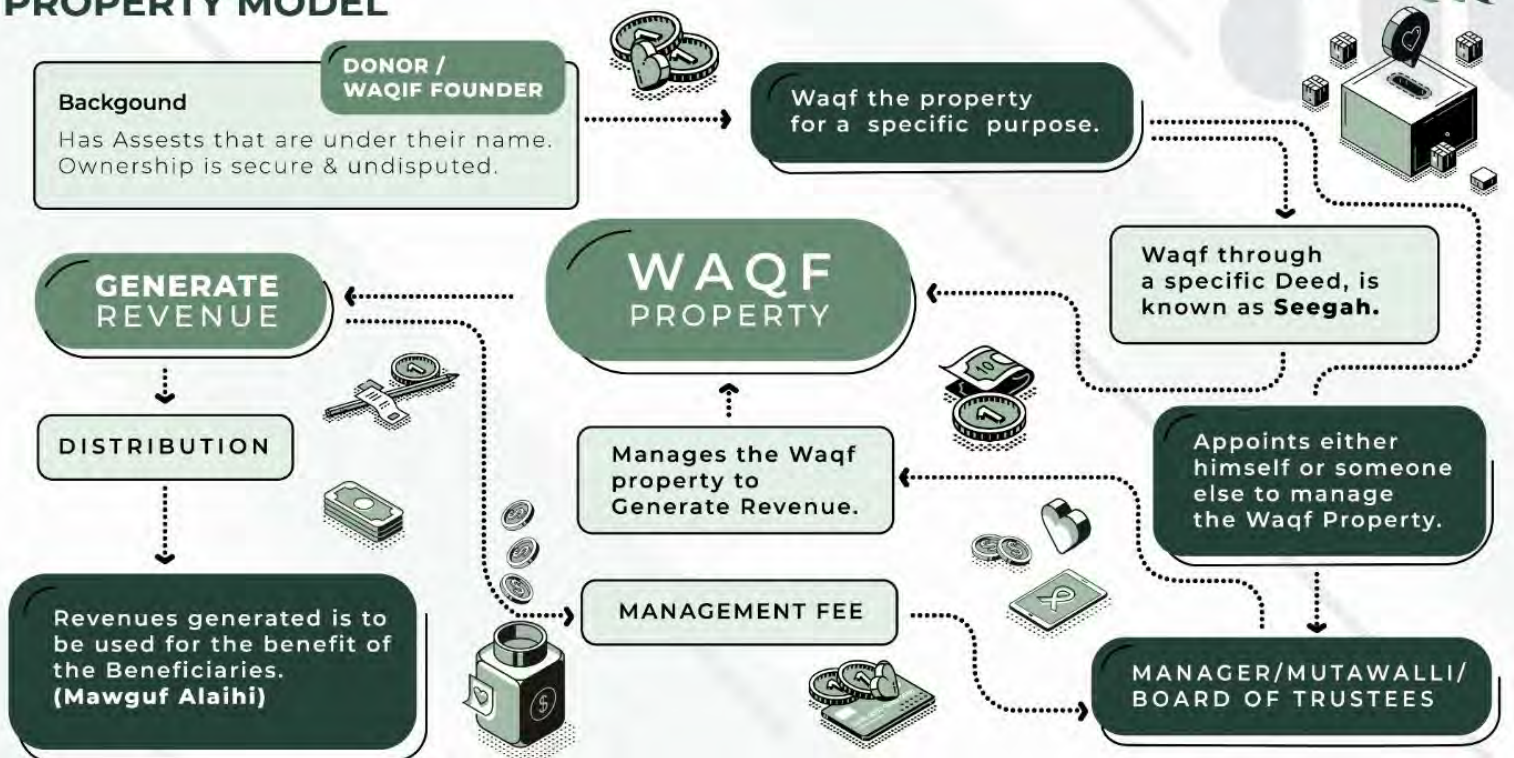 PROPERTY MODEL
DONOR /
WAQIF FOUNDER
Backgound
Has Assests that are under their name.
Ownership is secure & undisputed.
Waqf the property
for a specific purpose.
Waqf through
a specific Deed, is
known as Seegah.
WAQF
PROPERTY
GENERATE
REVENUE
DISTRIBUTION
Manages the Waqf
property to
Generate Revenue.
Appoints either
himself or someone
else to manage
the Waqf Property.
Revenues generated is to
be used for the benefit of
the Beneficiaries.
(Mawguf Alaihi)
MANAGEMENT FEE
MANAGER/MUTAWALLI/
BOARD OF TRUSTEES